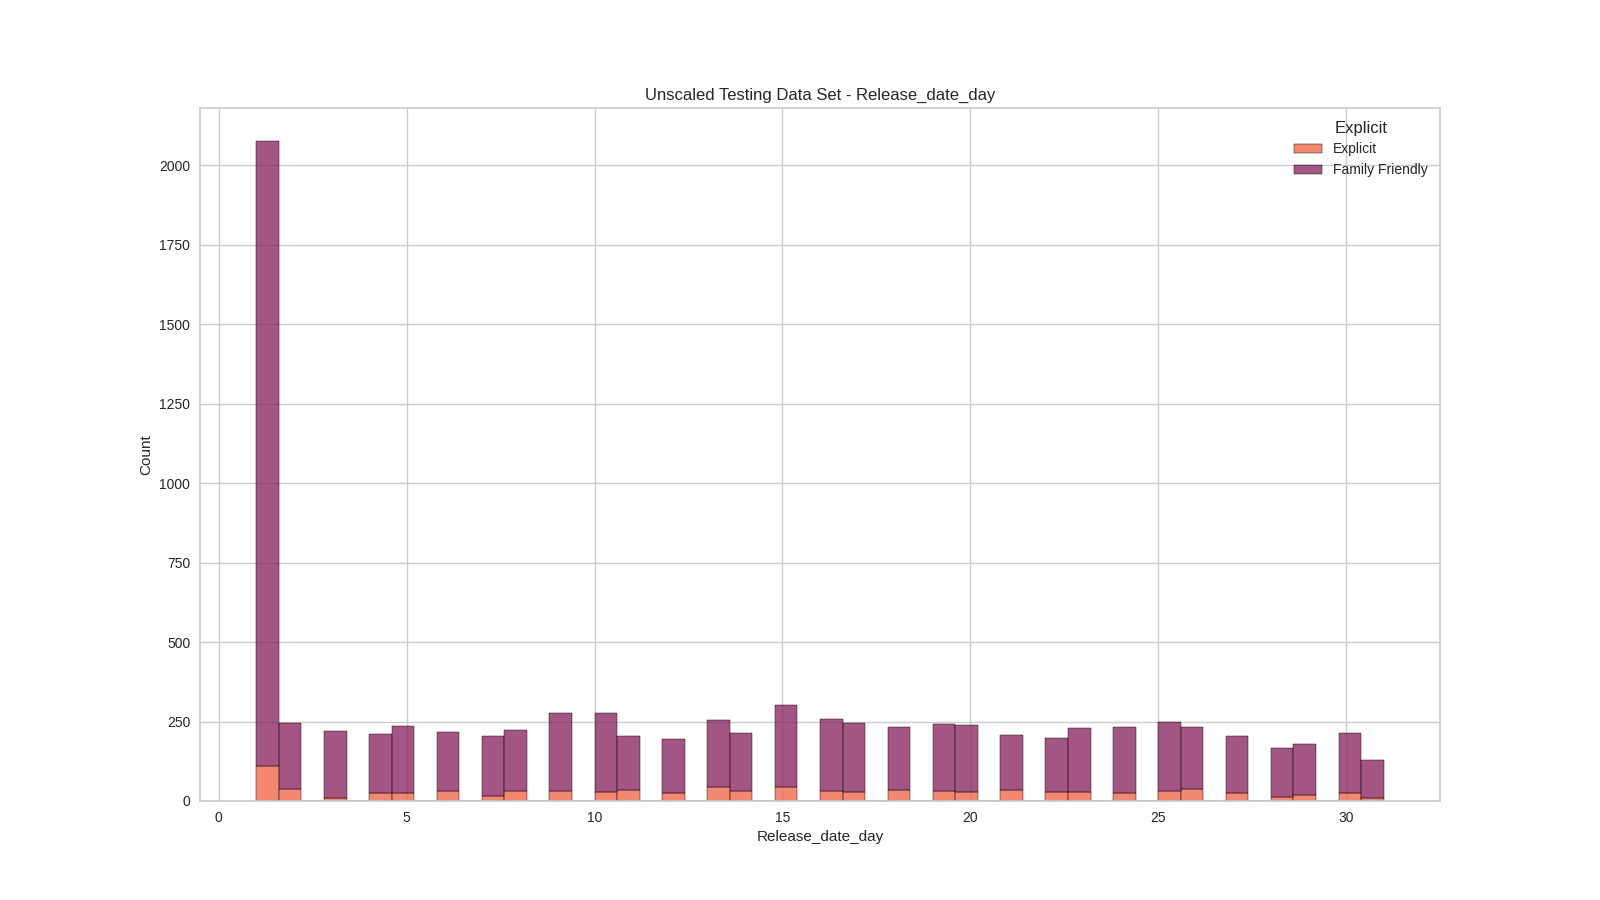 Unscaled Testing Data Set - Release_date_day
Explicit
Explicit
Family Friendly
2000
1750
1500
1250
1000
750
500
250
0
Count
0 5 10 15 20 25 30
Release_date_day